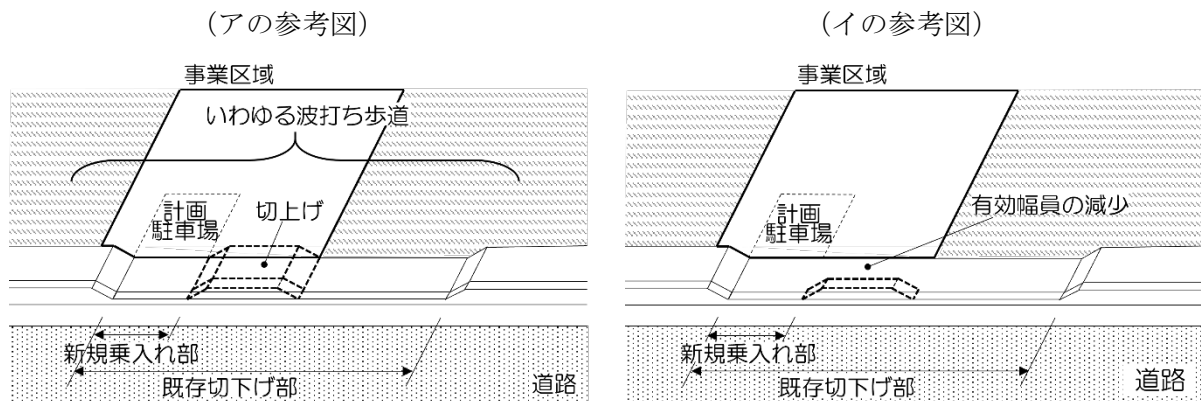 (アの参考図)
事業区域
いわゆる波打ち歩道
計画
駐車場
切上げ
新規乗入れ部
既存切下げ部
道路
(イの参考図)
事業区域
有効幅員の減少
計画
駐車場
新規乗入れ部
既存切下げ部
道路